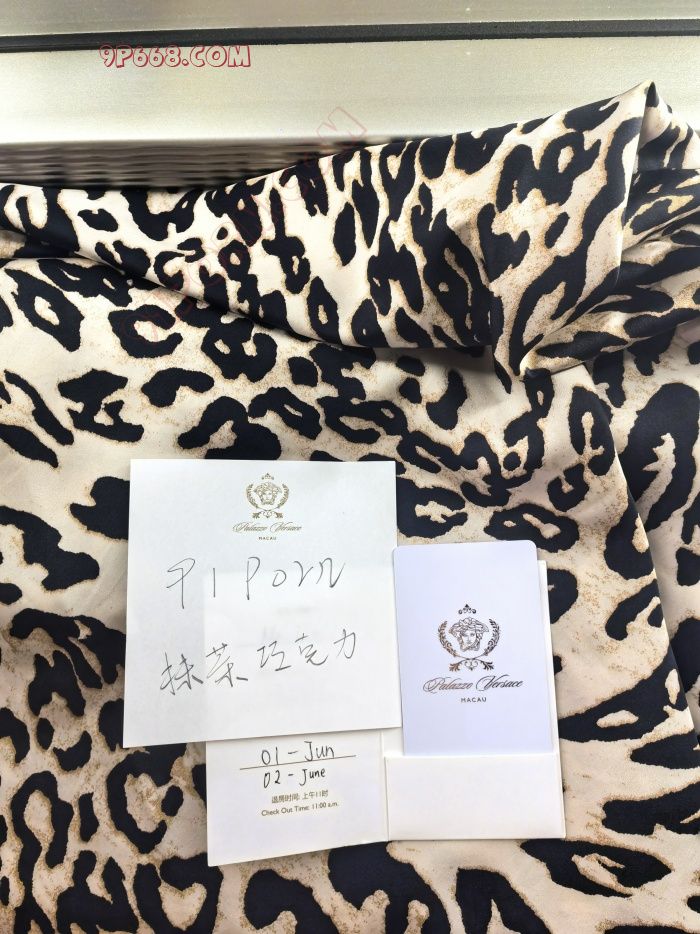 9P668.COM
Palazzo Versace
MACAU
91 Porn
抹茶巧克力
Palazzo Versace
MACAU
01-Jun
02-June
退房时间:上午11时
Check Out Time: 11:00 a.m.